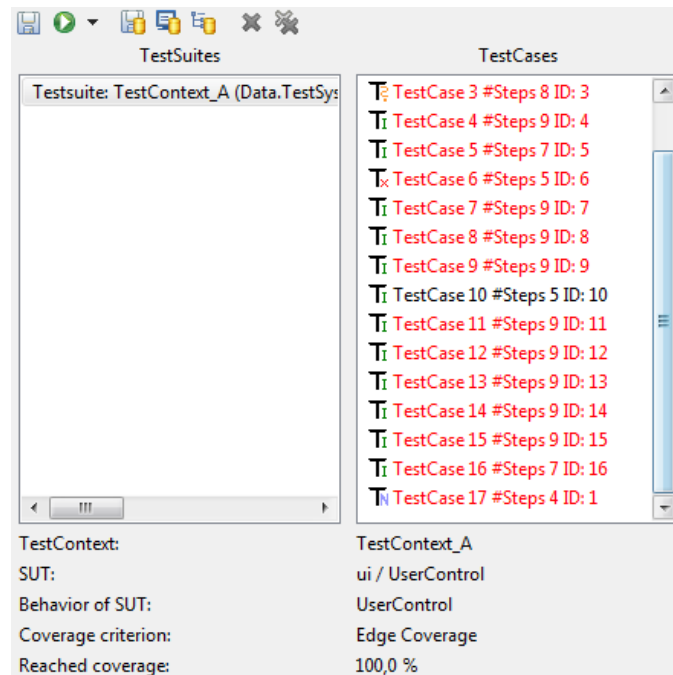 TestSuites
TestCases
Testsuite: TestContext_A (Data.TestSys
TestCase 3 #Steps 8 ID: 3
TestCase 4 #Steps 9 ID: 4
TestCase 5 #Steps 7 ID: 5
TestCase 6 #Steps 5 ID: 6
TestCase 7 #Steps 9 ID: 7
TestCase 8 #Steps 9 ID: 8
TestCase 9 #Steps 9 ID: 9
TestCase 10 #Steps 5 ID: 10
TestCase 11 #Steps 9 ID: 11
TestCase 12 #Steps 9 ID: 12
TestCase 13 #Steps 9 ID: 13
TestCase 14 #Steps 9 ID: 14
TestCase 15 #Steps 9 ID: 15
TestCase 16 #Steps 7 ID: 16
TestCase 17 #Steps 4 ID: 1
TestContext: TestContext_A
SUT: ui / UserControl
Behavior of SUT: UserControl
Coverage criterion: Edge Coverage
Reached coverage: 100,0 %